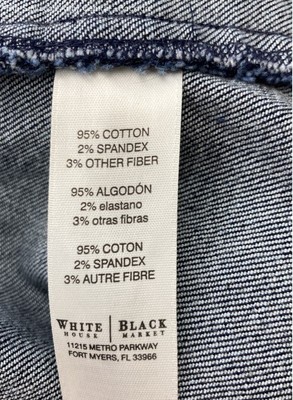 95% COTTON
2% SPANDEX
3% OTHER FIBER
95% ALGODÓN
2% elastano
3% otras fibras
95% COTON
2% SPANDEX
3% AUTRE FIBRE
WHITE | BLACK
HOUSE | MARKET
11215 METRO PARKWAY
FORT MYERS, FL 33966